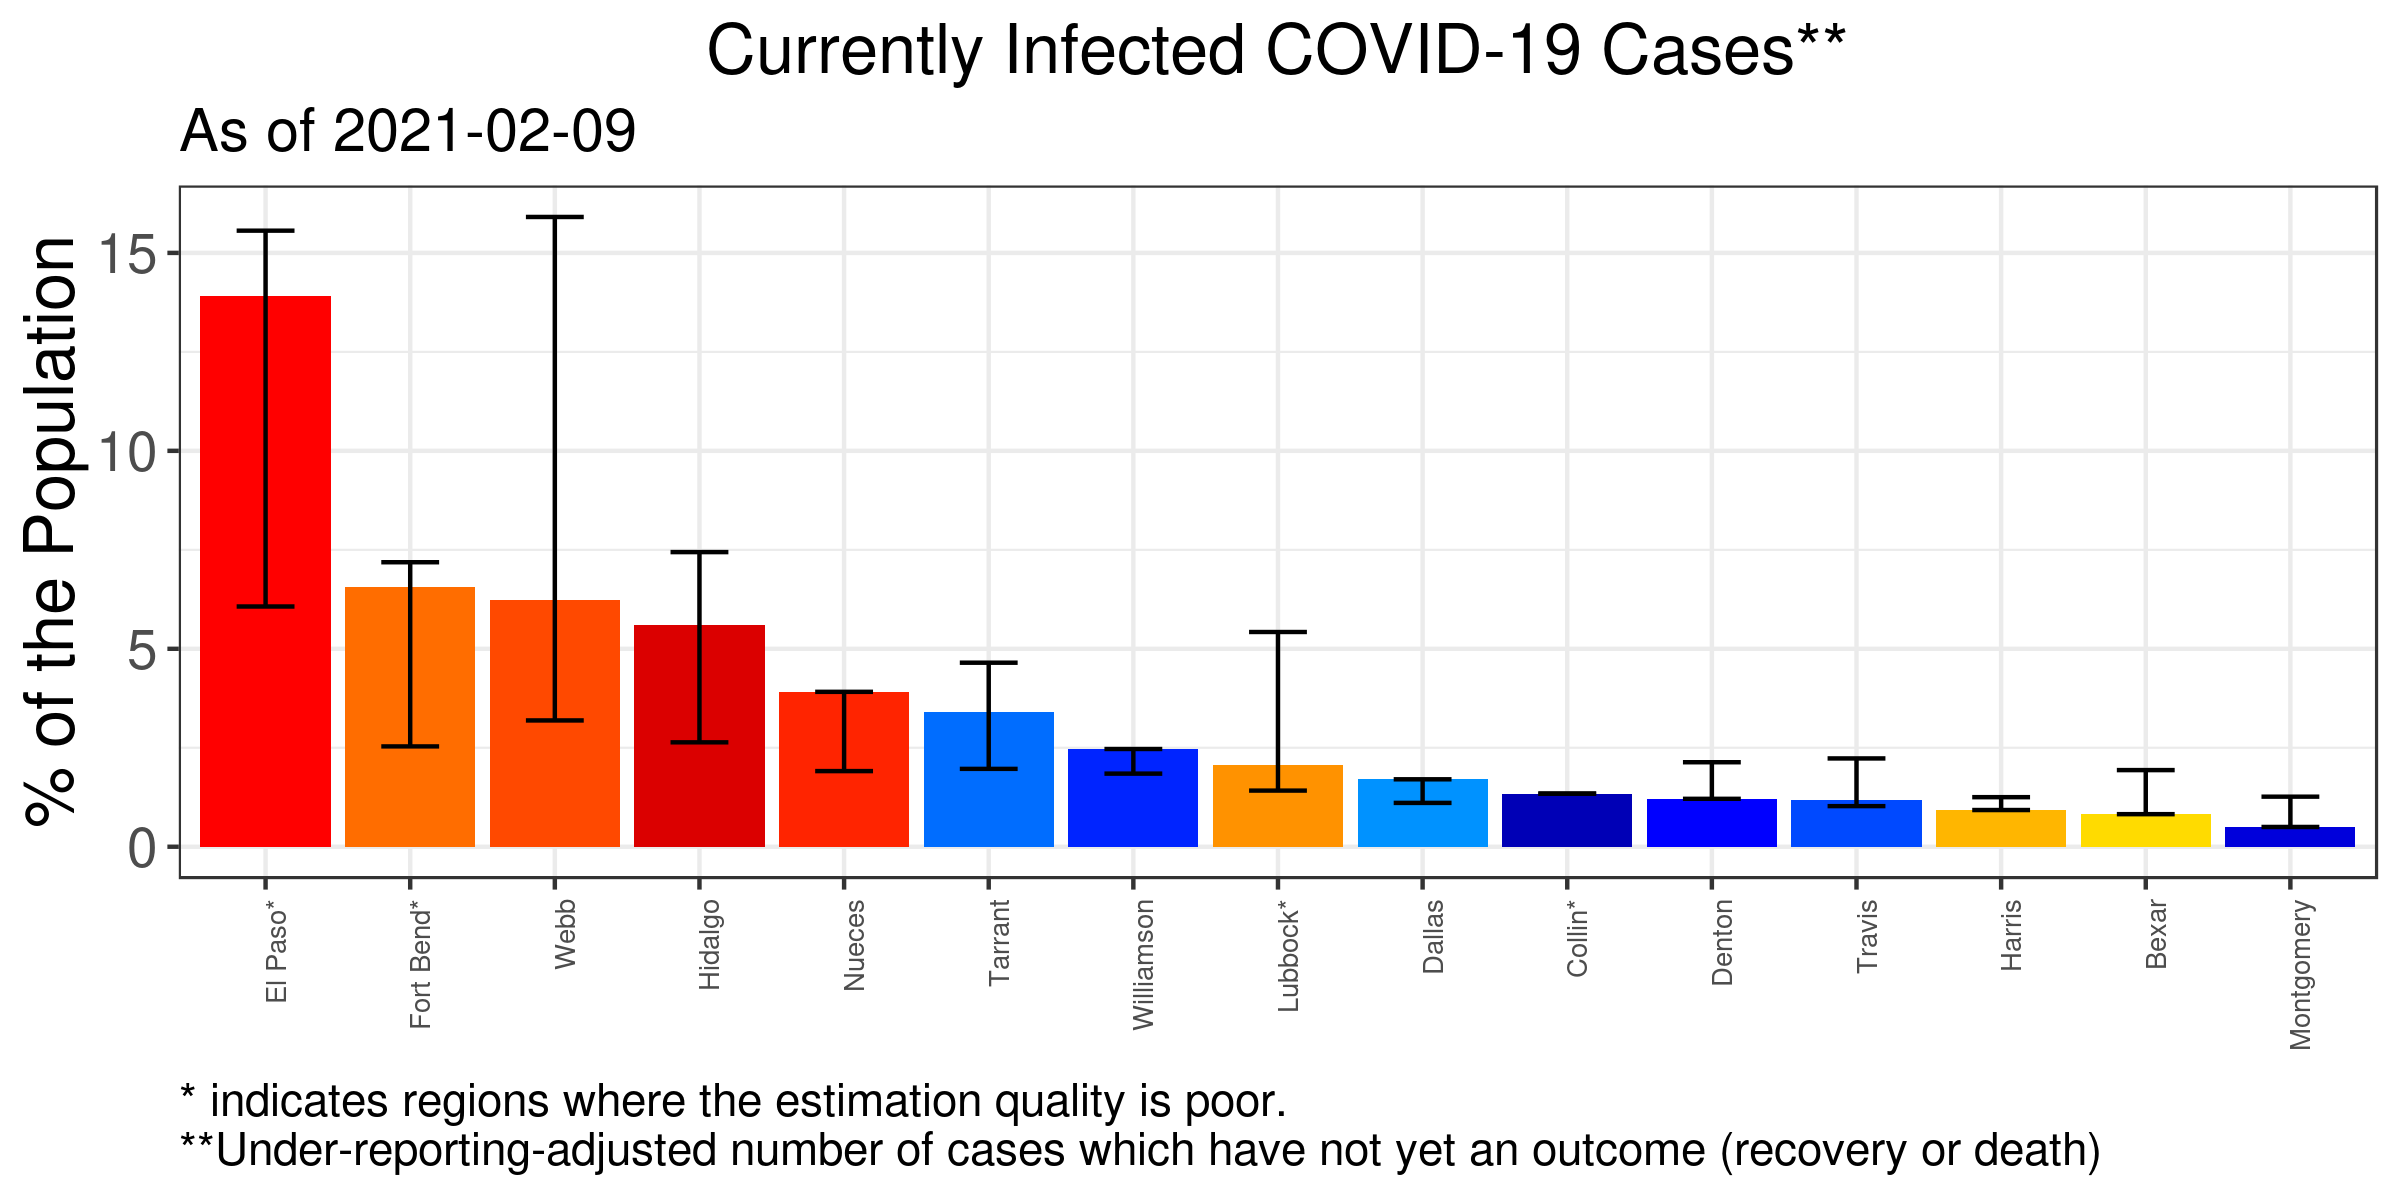 Currently Infected COVID-19 Cases**
As of 2021-02-09
% of the Population
15
10
5
0
El Paso*
Fort Bend*
Webb
Hidalgo
Nueces
Tarrant
Williamson
Lubbock*
Dallas
Collin*
Denton
Travis
Harris
Bexar
Montgomery
* indicates regions where the estimation quality is poor.
**Under-reporting-adjusted number of cases which have not yet an outcome (recovery or death)